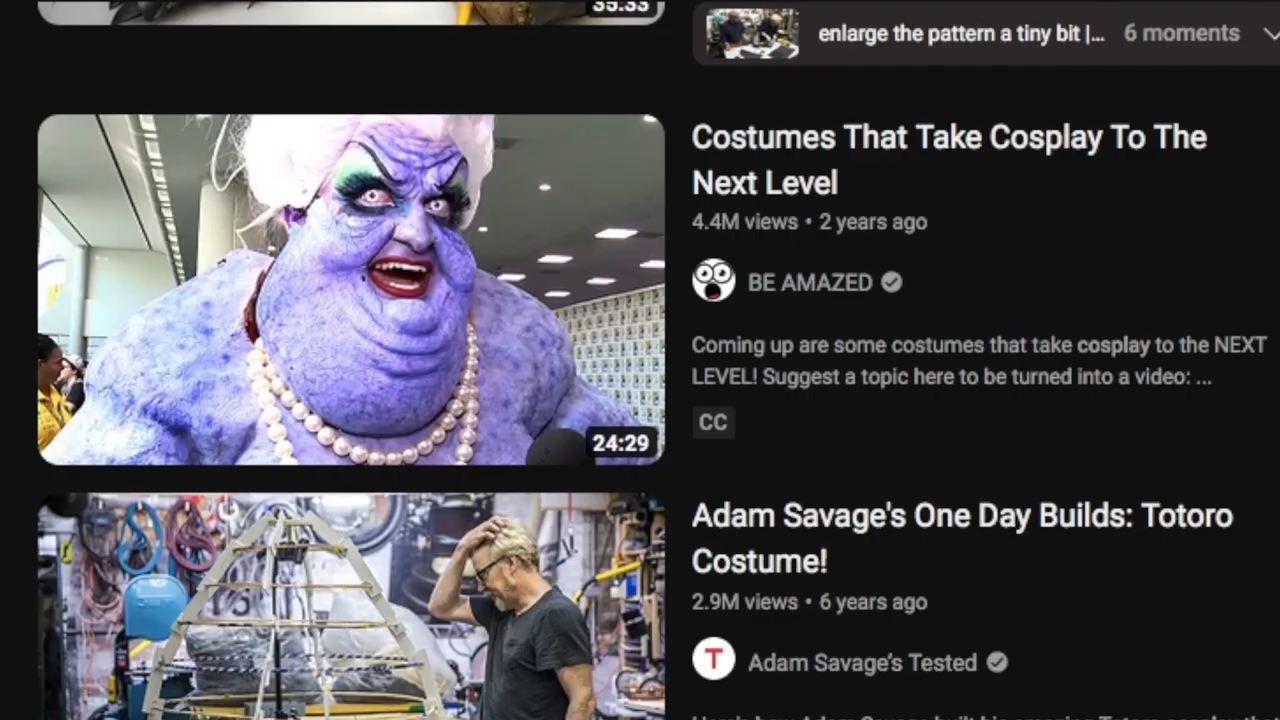 35:33
enlarge the pattern a tiny bit |... 6 moments
Costumes That Take Cosplay To The
Next Level
4.4M views • 2 years ago
BE AMAZED
Coming up are some costumes that take cosplay to the NEXT
LEVEL! Suggest a topic here to be turned into a video: ...
CC
24:29
Adam Savage's One Day Builds: Totoro
Costume!
2.9M views • 6 years ago
T
Adam Savage's Tested